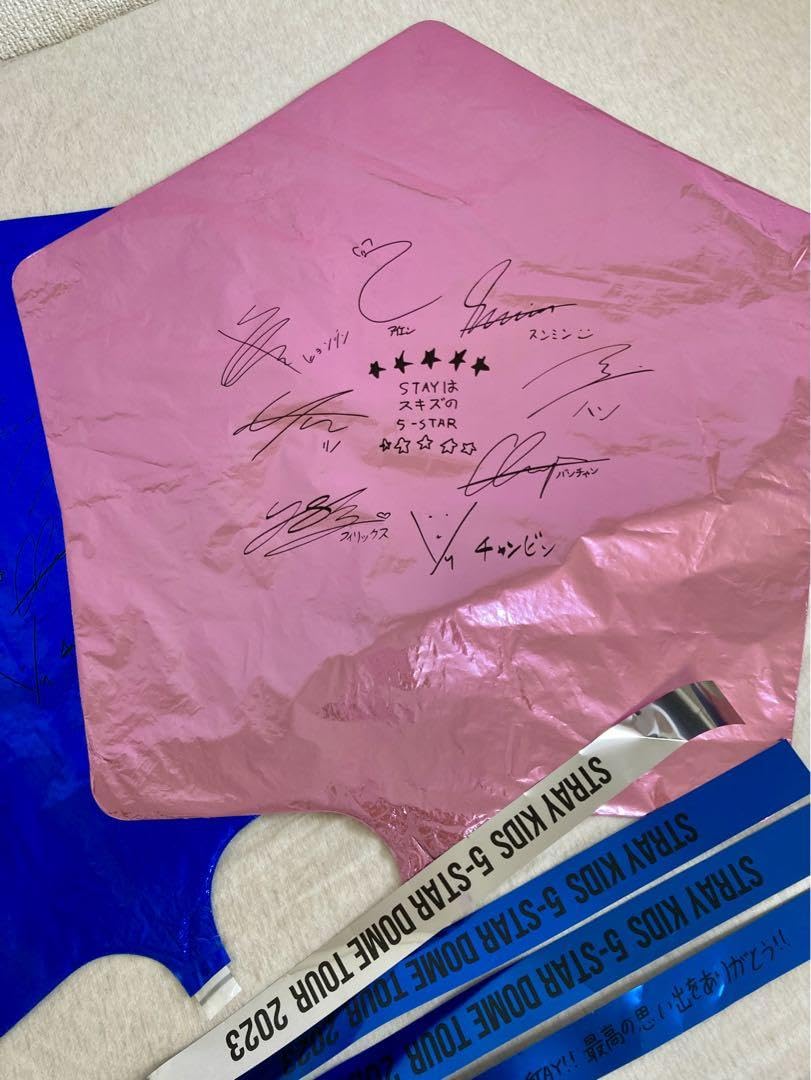 アイエン
スンミン
ヒョンジン
STAYは
スキズの
5-STAR
ハン
リノ
バンチャン
フィリックス
チャンビン
STRAY KIDS 5-STAR DOME TOUR 2023
STRAY KIDS 5-STAR DOME TOUR 202
STRAY KIDS 5-STAR DOME TOUR
STAY!! 最高の思い出をありがとう!!